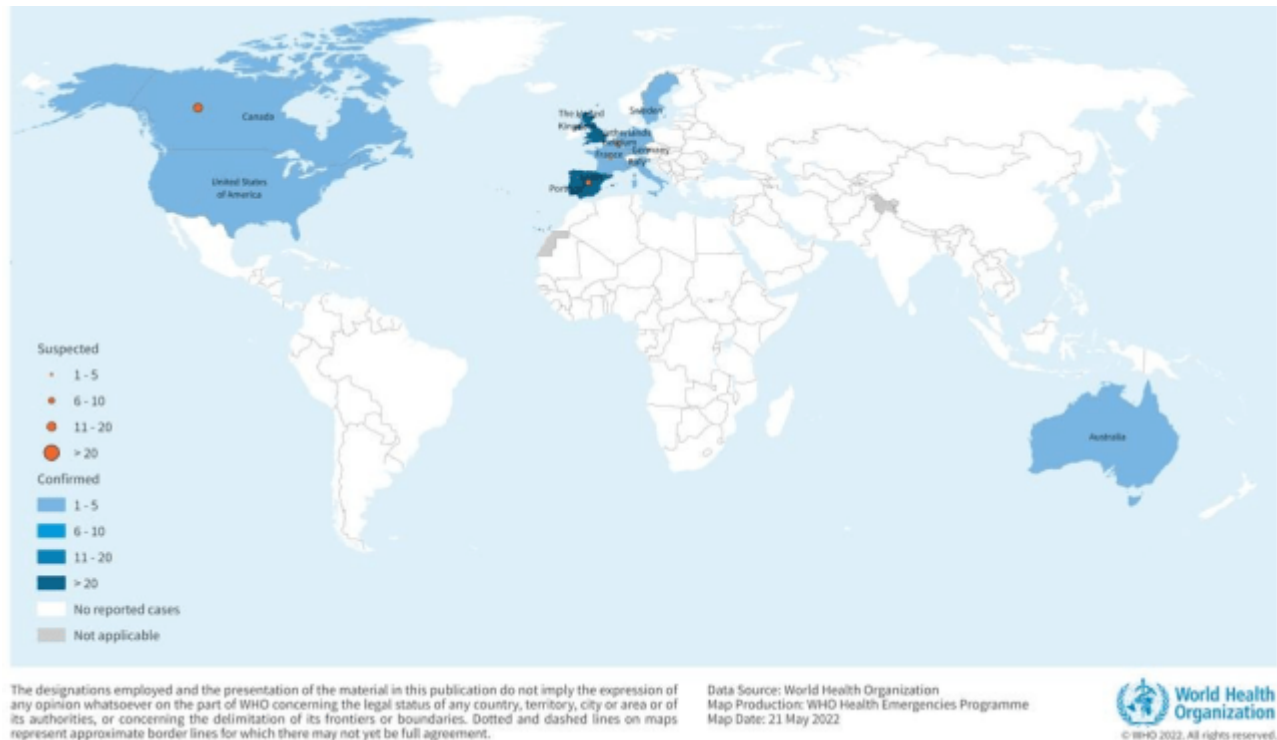 Canada
United States
of America
The United
Sweden
France
Germany
Italy
Australia
Suspected
1 - 5
6 - 10
11 - 20
> 20
Confirmed
1 - 5
6 - 10
11 - 20
> 20
No reported cases
Not applicable
The designations employed and the presentation of the material in this publication do not imply the expression of
any opinion whatsoever on the part of WHO concerning the legal status of any country, territory, city or area or of
its authorities, or concerning the delimitation of its frontiers or boundaries. Dotted and dashed lines on maps
represent approximate border lines for which there may not yet be full agreement.
Data Source: World Health Organization
Map Production: WHO Health Emergencies Programme
Map Date: 21 May 2022
World Health
Organization
© WHO 2022. All rights reserved.